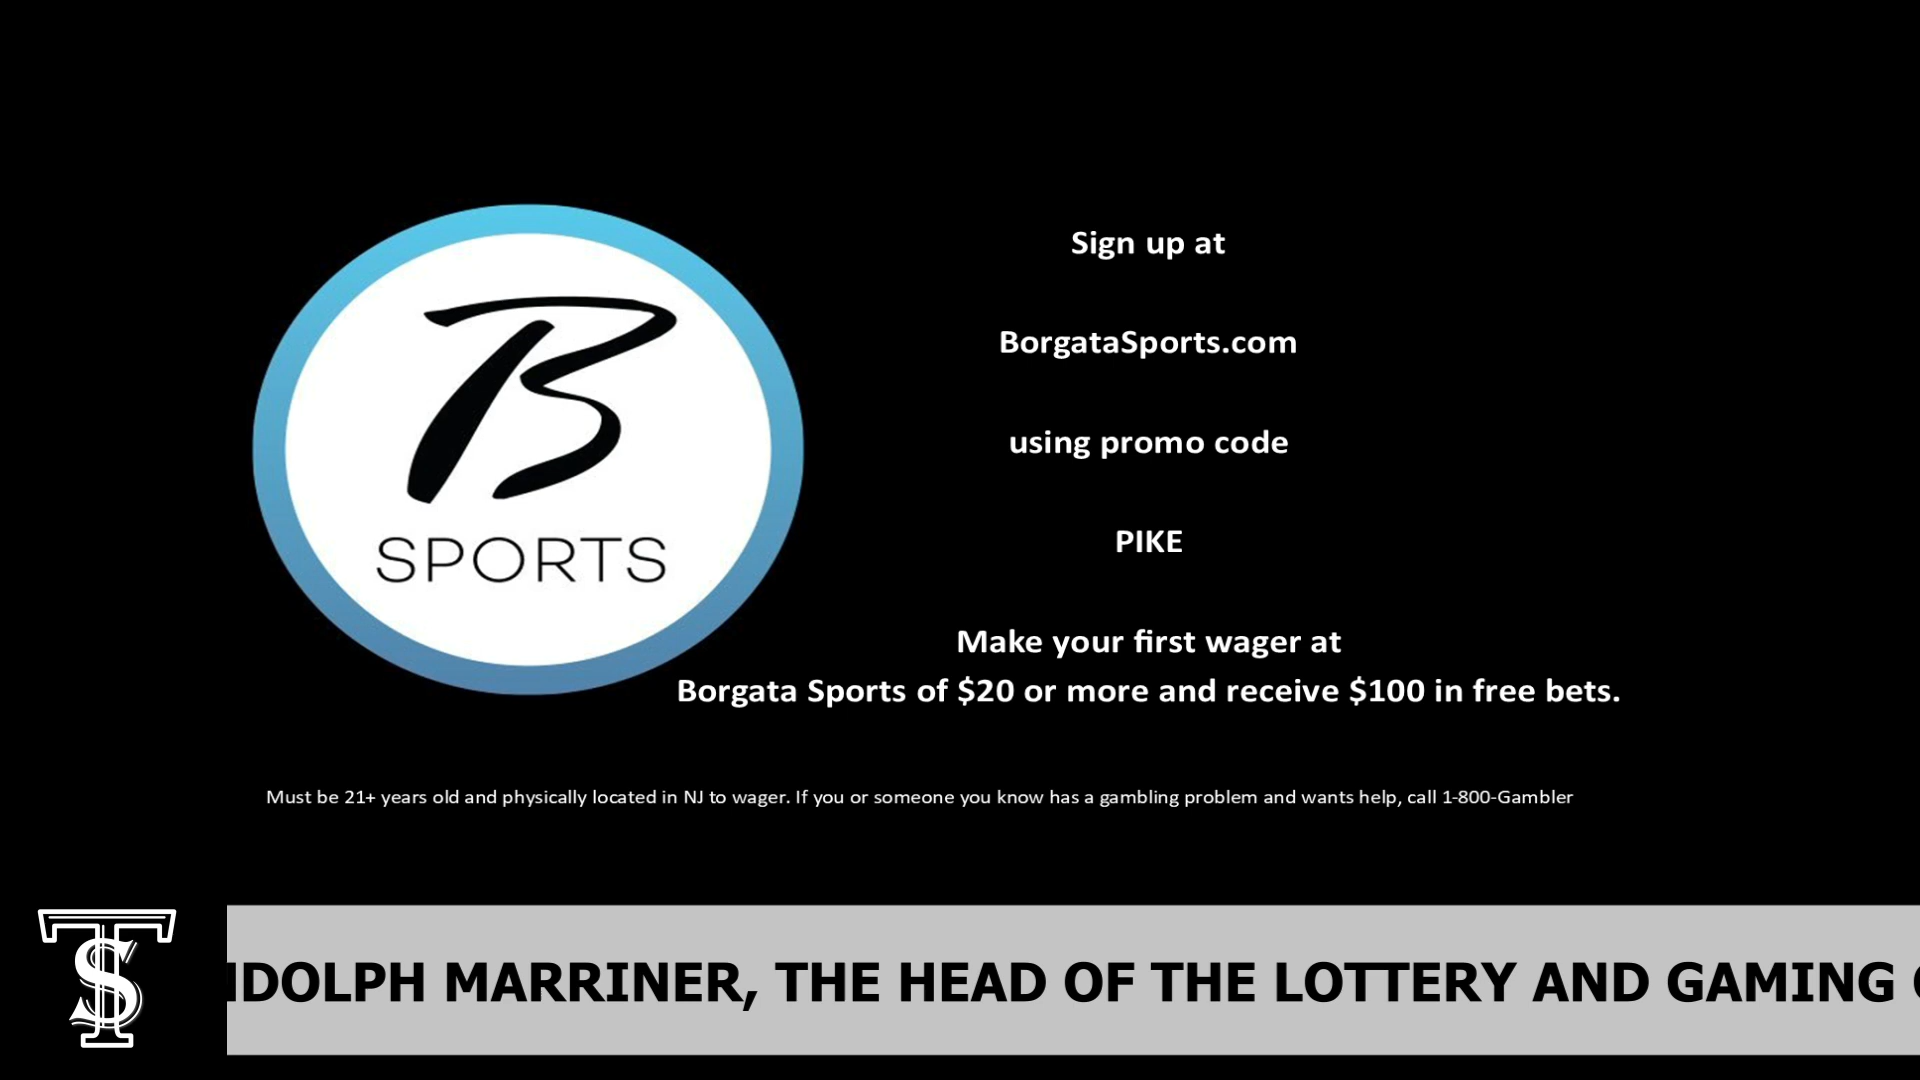 B
SPORTS
Sign up at
BorgataSports.com
using promo code
PIKE
Make your first wager at
Borgata Sports of $20 or more and receive $100 in free bets.
Must be 21+ years old and physically located in NJ to wager. If you or someone you know has a gambling problem and wants help, call 1-800-Gambler
TS
NDOLPH MARRINER, THE HEAD OF THE LOTTERY AND GAMING